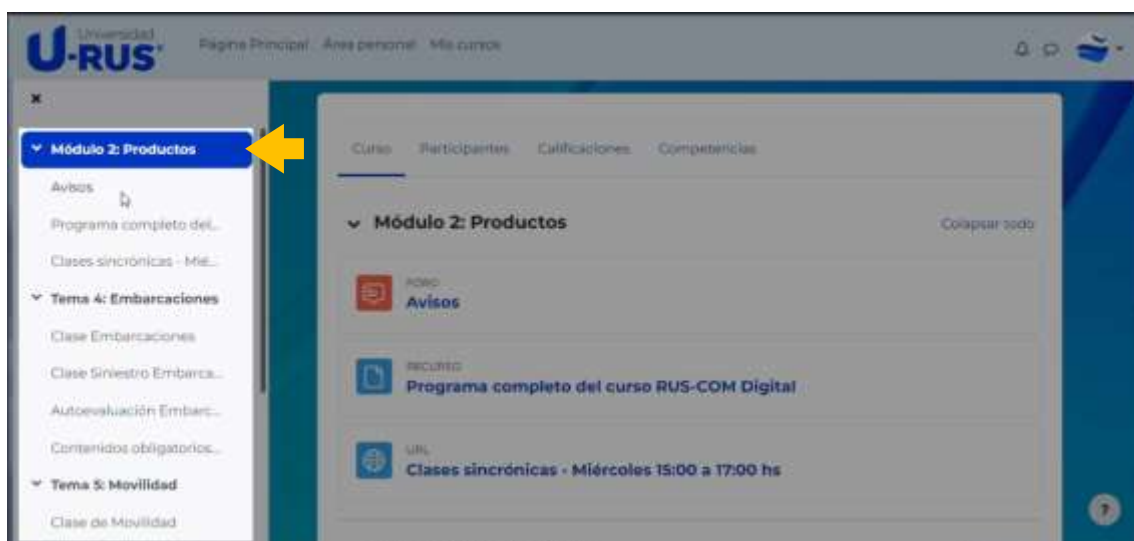 Universidad
U-RUS
Página Principal Área personal Mis cursos
Módulo 2: Productos
Avisos
Programa completo del...
Clases sincrónicas - Mié...
Tema 4: Embarcaciones
Clase Embarcaciones
Clase Siniestro Embarca...
Autoevaluación Embarc...
Contenidos obligatorios...
Tema 5: Movilidad
Clase de Movilidad
Curso Participantes Calificaciones Competencias
Módulo 2: Productos
Colapsar todo
FORO
Avisos
RECURSO
Programa completo del curso RUS-COM Digital
URL
Clases sincrónicas - Miércoles 15:00 a 17:00 hs
?